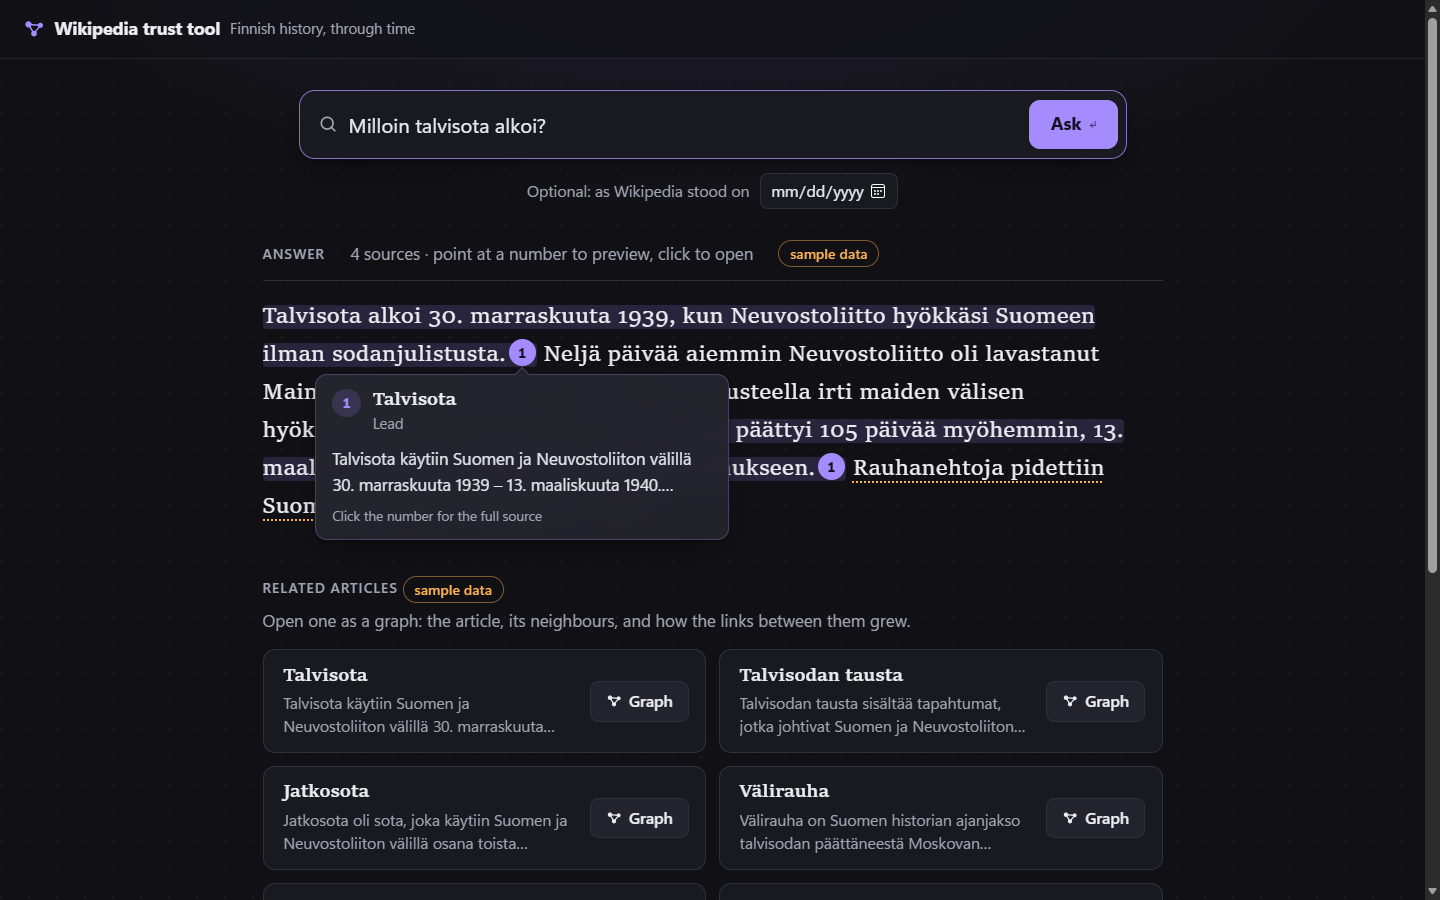 Wikipedia trust tool Finnish history, through time
Milloin talvisota alkoi?
Ask
Optional: as Wikipedia stood on mm/dd/yyyy
ANSWER 4 sources · point at a number to preview, click to open sample data
Talvisota alkoi 30. marraskuuta 1939, kun Neuvostoliitto hyökkäsi Suomeen
ilman sodanjulistusta. 1 Neljä päivää aiemmin Neuvostoliitto oli lavastanut
maiden välisen
päättyi 105 päivää myöhemmin, 13.
1 Rauhanehtoja pidettiin
1 Talvisota
Lead
Talvisota käytiin Suomen ja Neuvostoliiton välillä
30. marraskuuta 1939 – 13. maaliskuuta 1940....
Click the number for the full source
RELATED ARTICLES sample data
Open one as a graph: the article, its neighbours, and how the links between them grew.
Talvisota
Talvisota käytiin Suomen ja
Neuvostoliiton välillä 30. marraskuuta...
Graph
Talvisodan tausta
Talvisodan tausta sisältää tapahtumat,
jotka johtivat Suomen ja Neuvostoliiton...
Graph
Jatkosota
Jatkosota oli sota, joka käytiin Suomen ja
Neuvostoliiton välillä osana toista...
Graph
Välirauha
Välirauha on Suomen historian ajanjakso
talvisodan päättäneestä Moskovan...
Graph